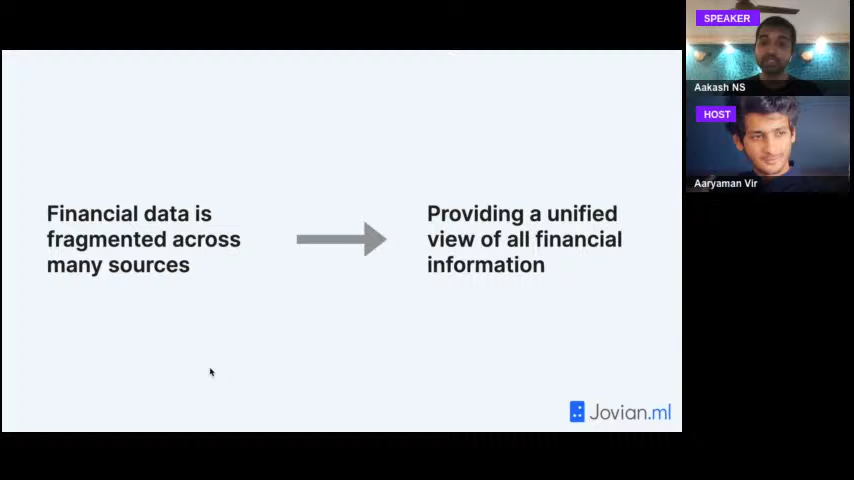 SPEAKER
Aakash NS
HOST
Aaryaman Vir
Financial data is
fragmented across
many sources
Providing a unified
view of all financial
information
Jovian.ml